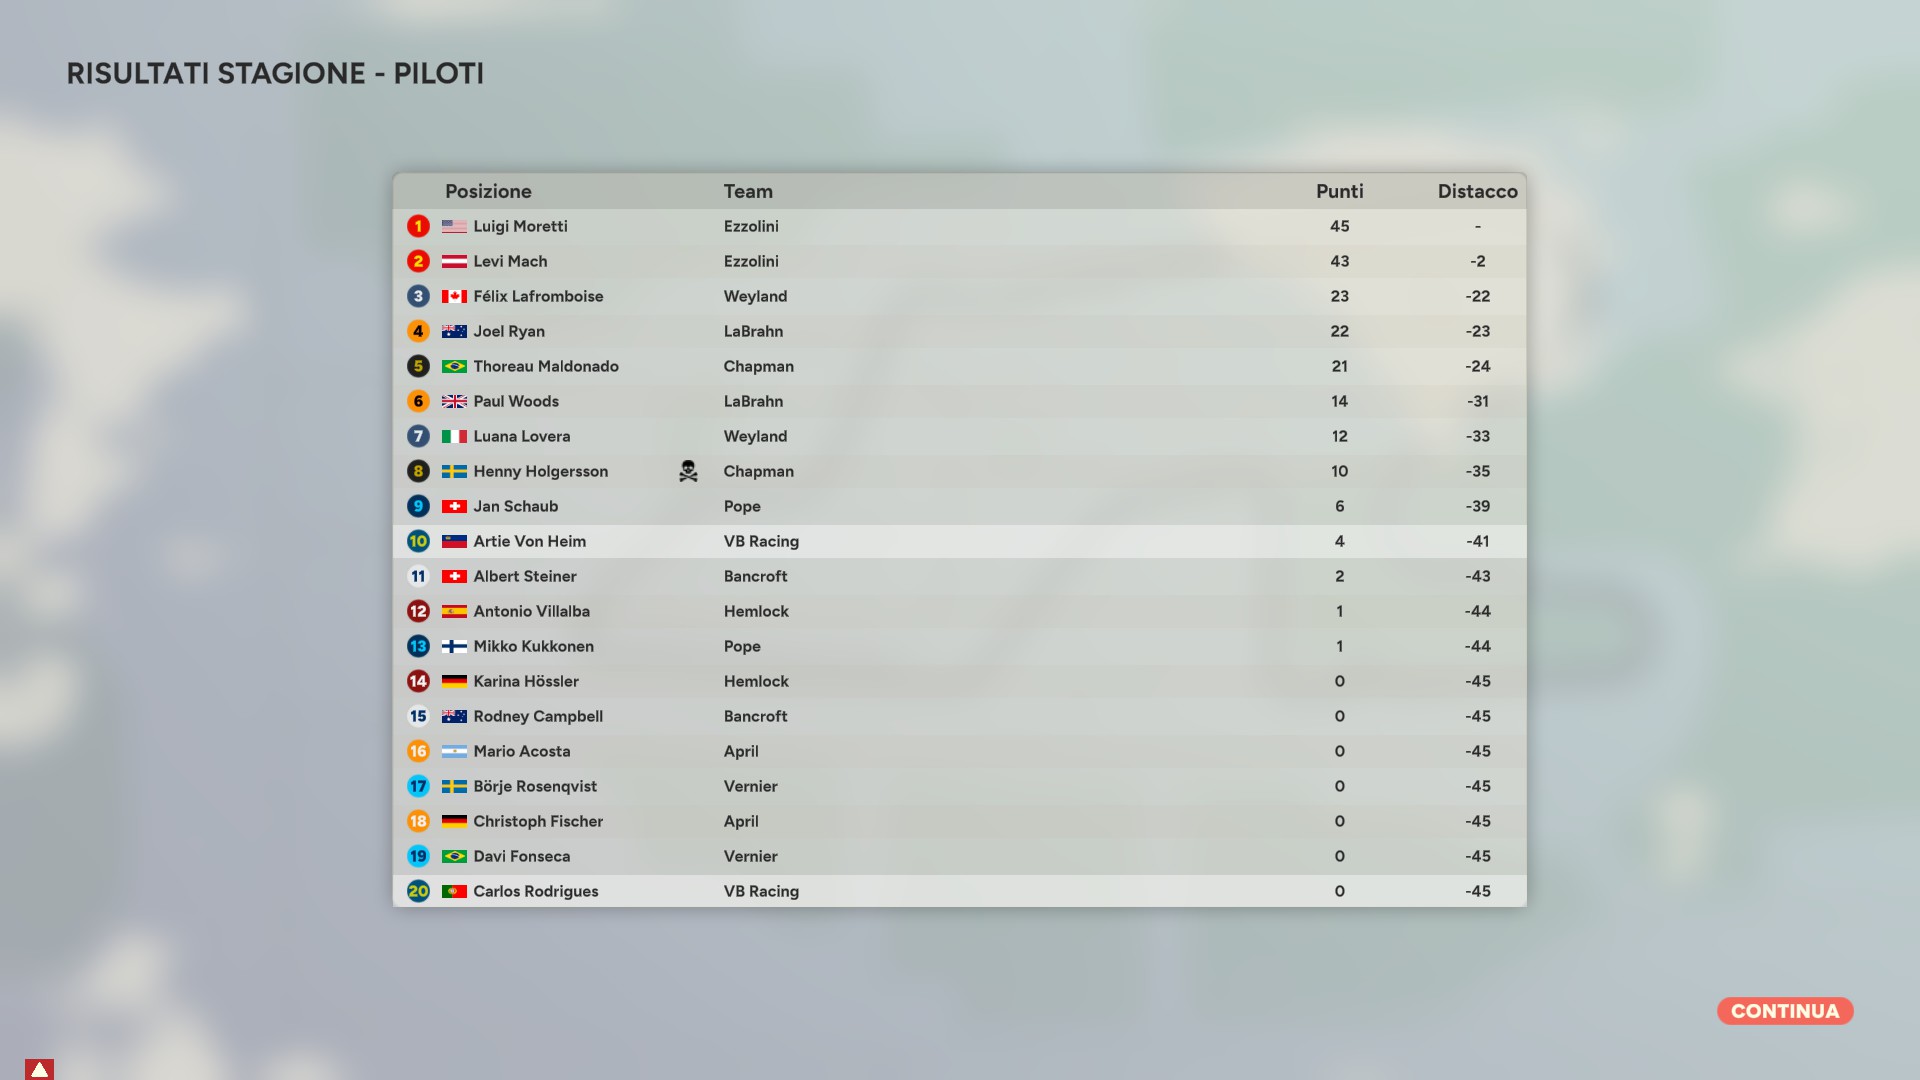 RISULTATI STAGIONE - PILOTI
Posizione Team Punti Distacco
1 Luigi Moretti Ezzolini 45 -
2 Levi Mach Ezzolini 43 -2
3 Félix Lafromboise Weyland 23 -22
4 Joel Ryan LaBrahn 22 -23
5 Thoreau Maldonado Chapman 21 -24
6 Paul Woods LaBrahn 14 -31
7 Luana Lovera Weyland 12 -33
8 Henny Holgersson Chapman 10 -35
9 Jan Schaub Pope 6 -39
10 Artie Von Heim VB Racing 4 -41
11 Albert Steiner Bancroft 2 -43
12 Antonio Villalba Hemlock 1 -44
13 Mikko Kukkonen Pope 1 -44
14 Karina Hössler Hemlock 0 -45
15 Rodney Campbell Bancroft 0 -45
16 Mario Acosta April 0 -45
17 Börje Rosenqvist Vernier 0 -45
18 Christoph Fischer April 0 -45
19 Davi Fonseca Vernier 0 -45
20 Carlos Rodrigues VB Racing 0 -45
CONTINUA